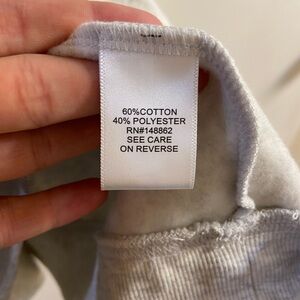 60%COTTON
40% POLYESTER
RN#148862
SEE CARE
ON REVERSE